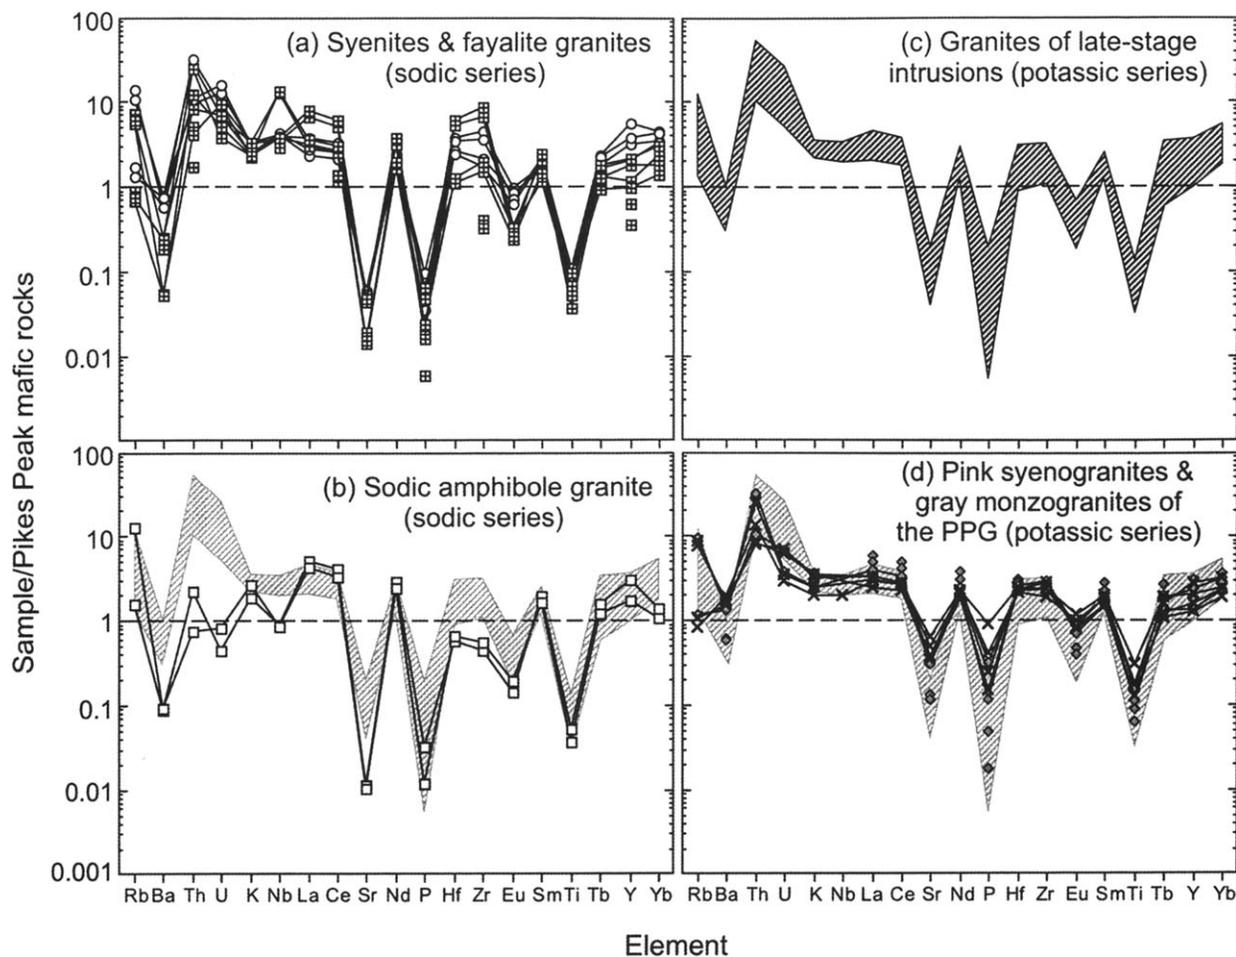 Sample/Pikes Peak mafic rocks
100
10
1
0.1
0.01
(a) Syenites & fayalite granites
(sodic series)
(c) Granites of late-stage
intrusions (potassic series)
100
10
1
0.1
0.01
0.001
(b) Sodic amphibole granite
(sodic series)
(d) Pink syenogranites &
gray monzogranites of
the PPG (potassic series)
Rb Ba Th U K Nb La Ce Sr Nd P Hf Zr Eu Sm Ti Tb Y Yb
Rb Ba Th U K Nb La Ce Sr Nd P Hf Zr Eu Sm Ti Tb Y Yb
Element